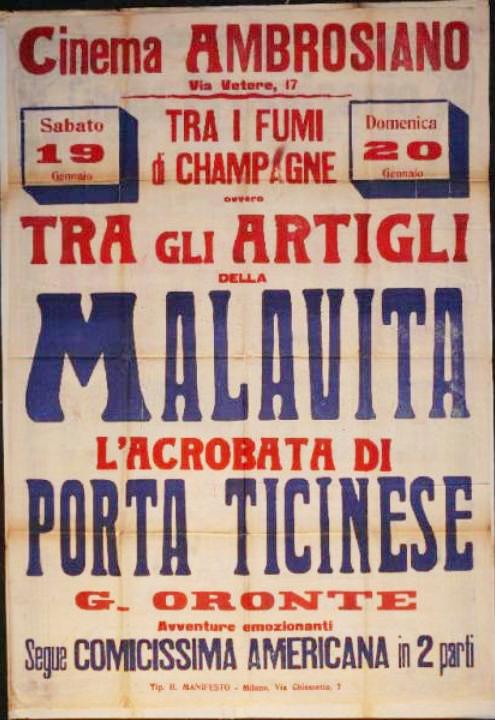 Cinema AMBROSIANO
Via Vetere, 17
Sabato
19
Gennaio
TRA I FUMI
di CHAMPAGNE
Domenica
20
Gennaio
ovvero
TRA GLI ARTIGLI
DELLA
MALAVITA
L'ACROBATA DI
PORTA TICINESE
G. ORONTE
Avventure emozionanti
Segue COMICISSIMA AMERICANA in 2 parti
Tip. IL MANIFESTO - Milano, Via Chiossetto, 7